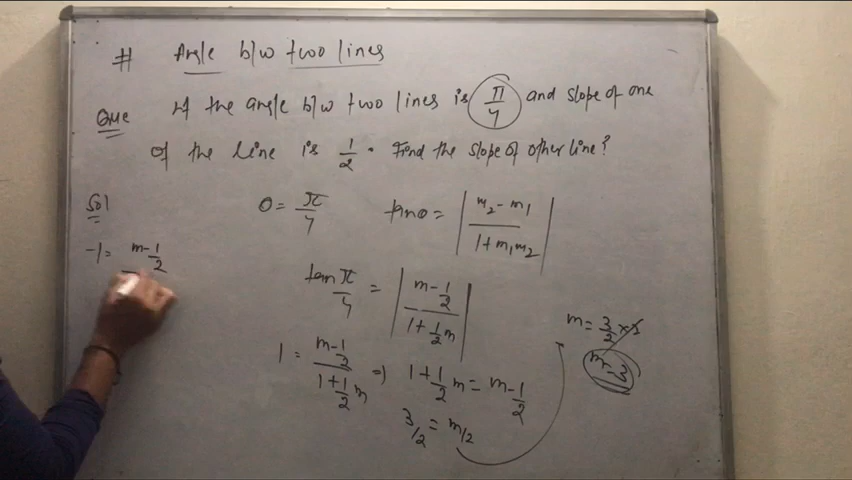 # Angle b/w two lines
Que If the angle b/w two lines is π/4 and slope of one
of the line is 1/2 . Find the slope of other line?
Sol
θ = π/4
tanθ = | m₂ - m₁ / 1 + m₁m₂ |
-1 = m - 1/2
tan π/4 = | m - 1/2 / 1 + 1/2 m |
1 = m - 1/2 / 1 + 1/2 m ⇒ 1 + 1/2 m = m - 1/2
3/2 = m/2
m = 3/2 × 2
m = 3